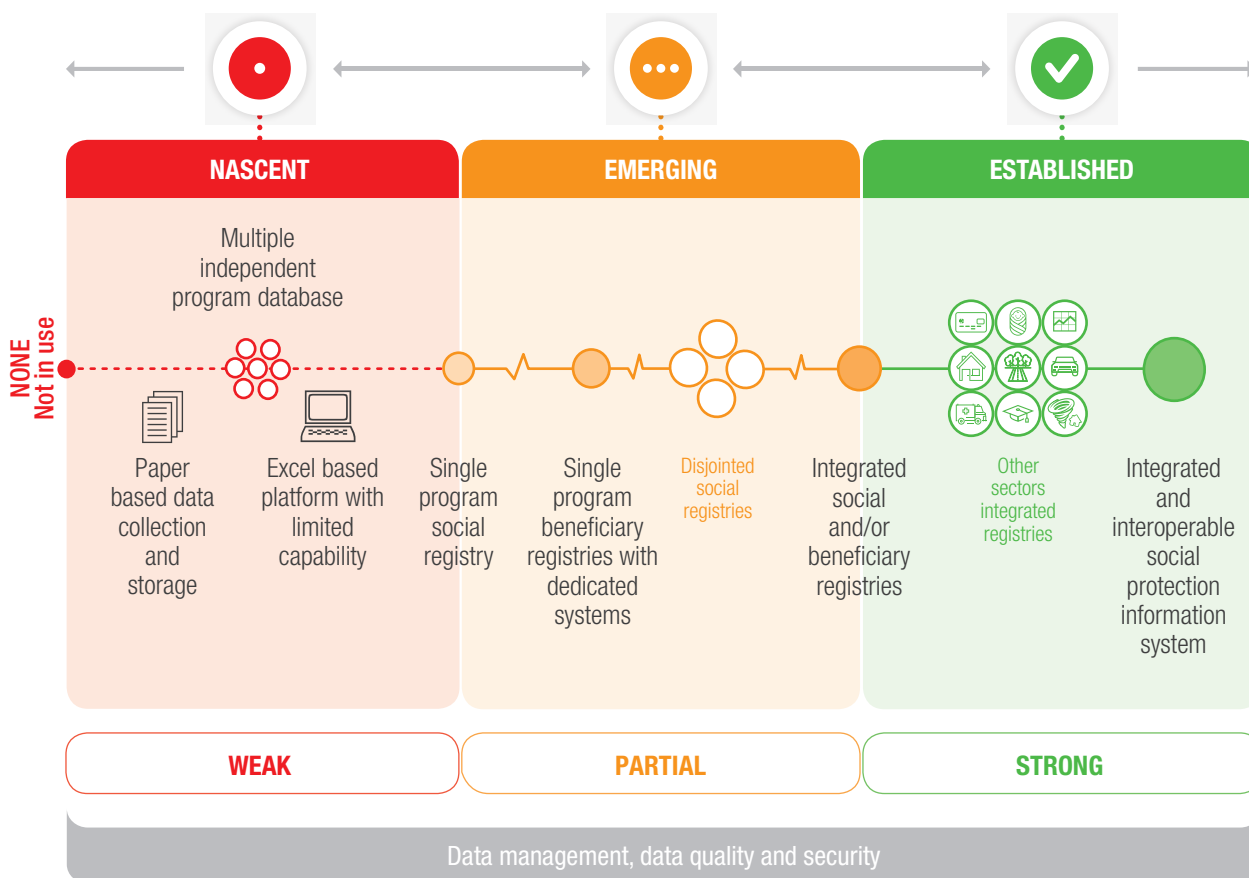 NASCENT
EMERGING
ESTABLISHED
NONE
Not in use
Multiple
independent
program database
Paper
based data
collection
and
storage
Excel based
platform with
limited
capability
Single
program
social
registry
Single
program
beneficiary
registries with
dedicated
systems
Disjointed
social
registries
Integrated
social
and/or
beneficiary
registries
Other
sectors
integrated
registries
Integrated
and
interoperable
social
protection
information
system
WEAK
PARTIAL
STRONG
Data management, data quality and security